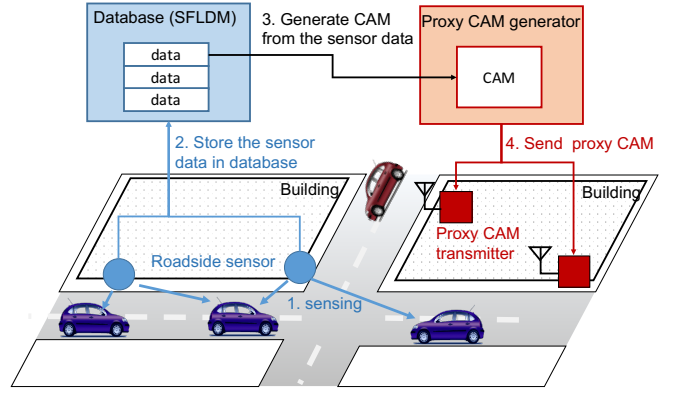 Database (SFLDM)
data
data
data
3. Generate CAM
from the sensor data
Proxy CAM generator
CAM
2. Store the sensor
data in database
4. Send proxy CAM
Building
Building
Proxy CAM
transmitter
Roadside sensor
1. sensing